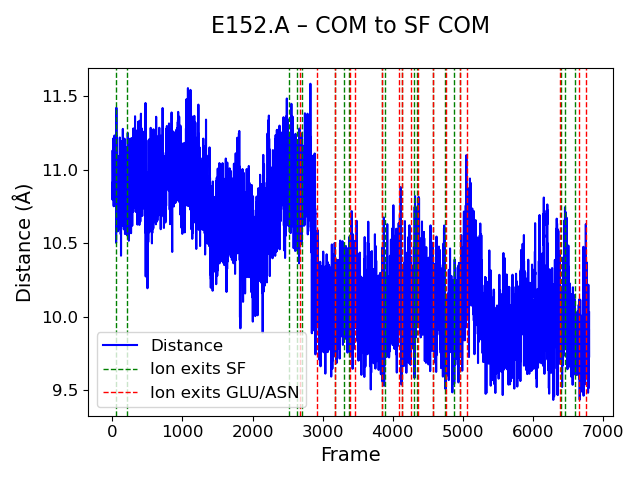 E152.A – COM to SF COM
Distance (Å)
11.5
11.0
10.5
10.0
9.5
Distance
Ion exits SF
Ion exits GLU/ASN
0 1000 2000 3000 4000 5000 6000 7000
Frame